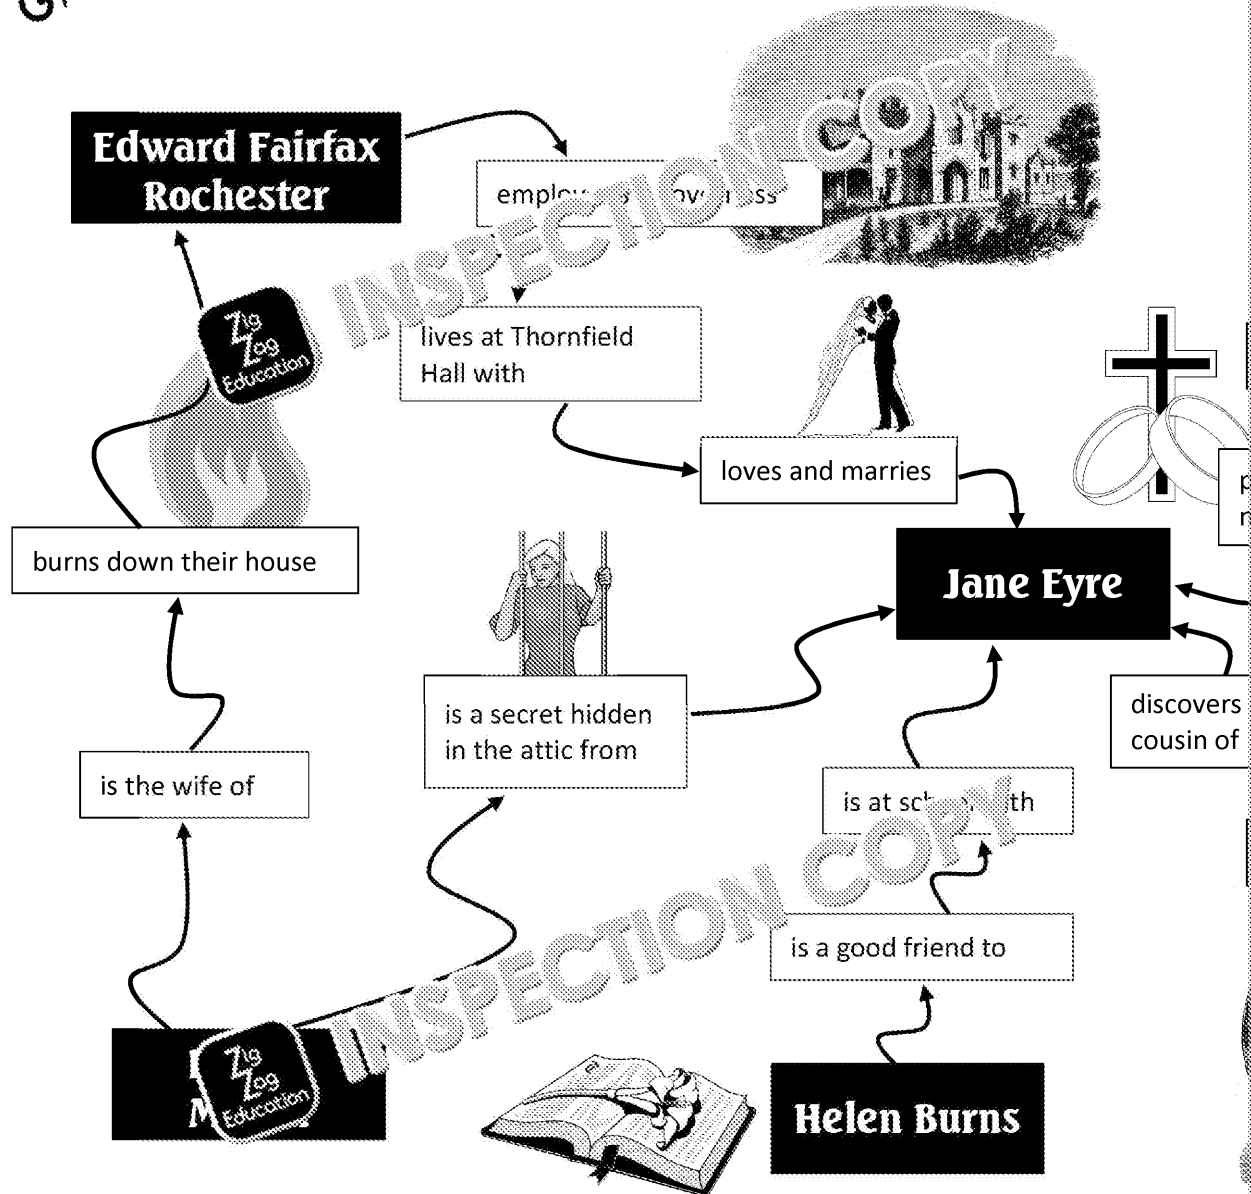 Edward Fairfax
Rochester
INSPECTION COPY
lives at Thornfield
Hall with
Zig
Zag
Education
loves and marries
burns down their house
Jane Eyre
is a secret hidden
in the attic from
discovers
cousin of
is the wife of
is at
INSPECTION COPY
is a good friend to
Zig
Zag
Education
Helen Burns